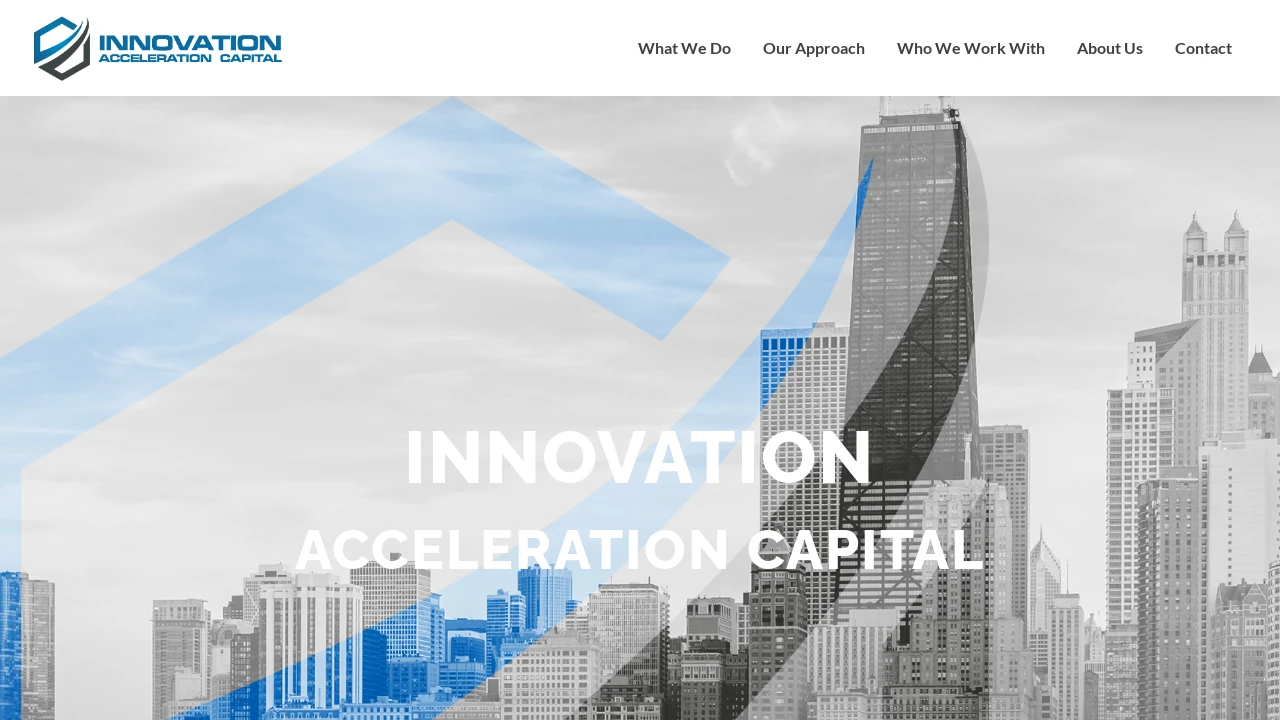 INNOVATION
ACCELERATION CAPITAL
What We Do
Our Approach
Who We Work With
About Us
Contact
INNOVATION
ACCELERATION CAPITAL